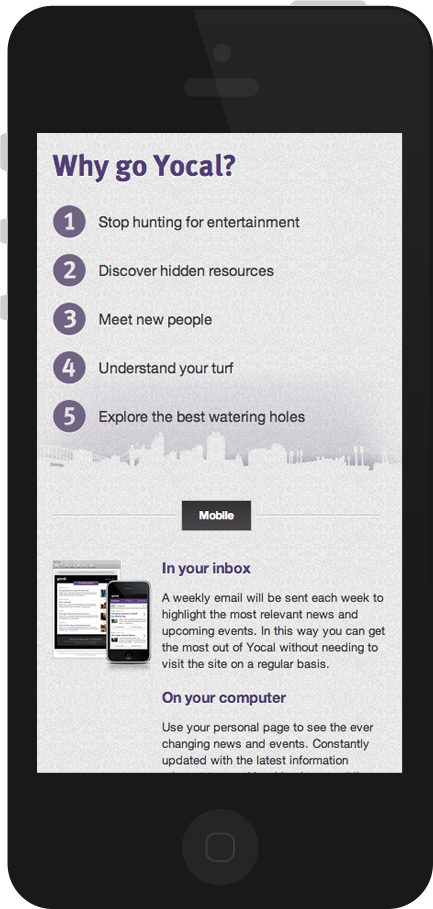 Why go Yocal?
1 Stop hunting for entertainment
2 Discover hidden resources
3 Meet new people
4 Understand your turf
5 Explore the best watering holes
Mobile
In your inbox
A weekly email will be sent each week to
highlight the most relevant news and
upcoming events. In this way you can get
the most out of Yocal without needing to
visit the site on a regular basis.
On your computer
Use your personal page to see the ever
changing news and events. Constantly
updated with the latest information